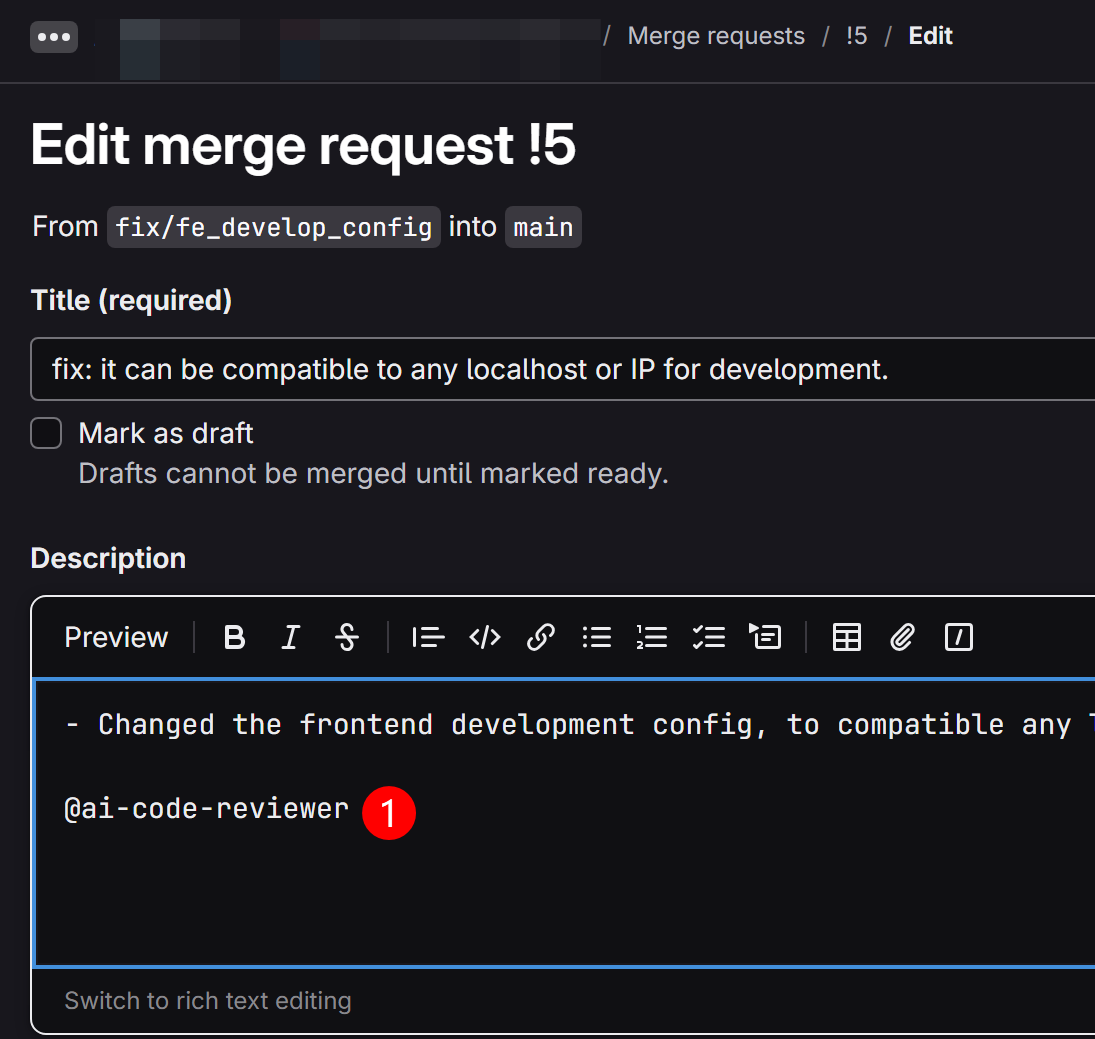 / Merge requests / !5 / Edit
Edit merge request !5
From fix/fe_develop_config into main
Title (required)
fix: it can be compatible to any localhost or IP for development.
Mark as draft
Drafts cannot be merged until marked ready.
Description
Preview
- Changed the frontend development config, to compatible any
@ai-code-reviewer 1
Switch to rich text editing